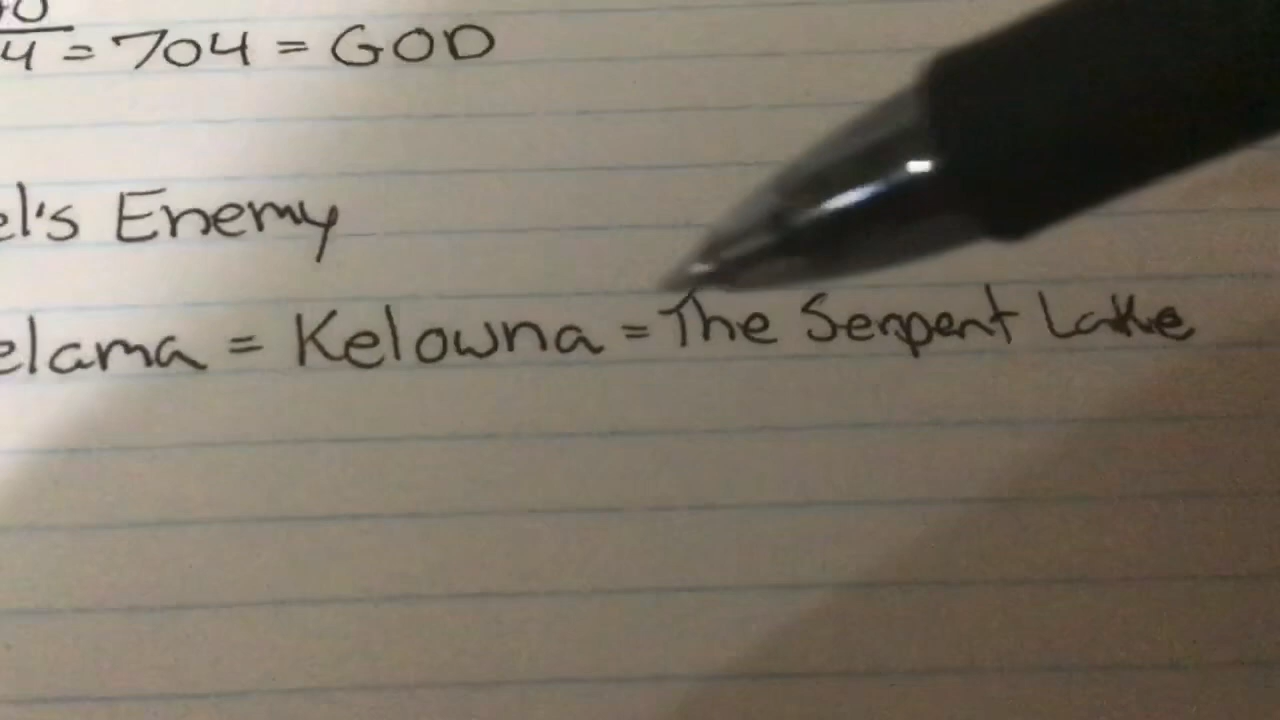 4 = 704 = GOD
el's Enemy
elama = Kelowna = The Serpent Lake